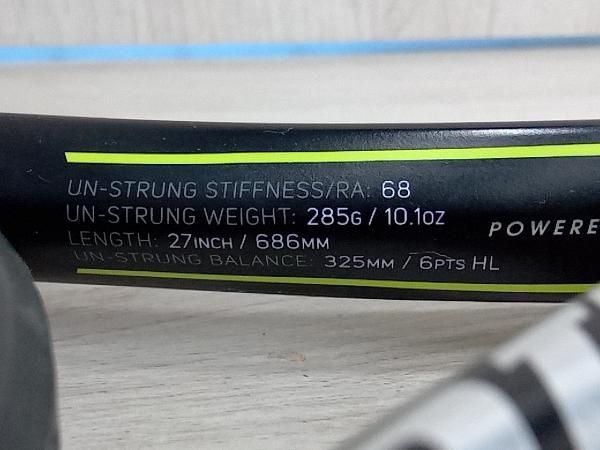 UN-STRUNG STIFFNESS/RA: 68
UN-STRUNG WEIGHT: 285G / 10.1OZ
LENGTH: 27INCH / 686MM
UN-STRUNG BALANCE: 325MM / 6PTS HL
POWERE